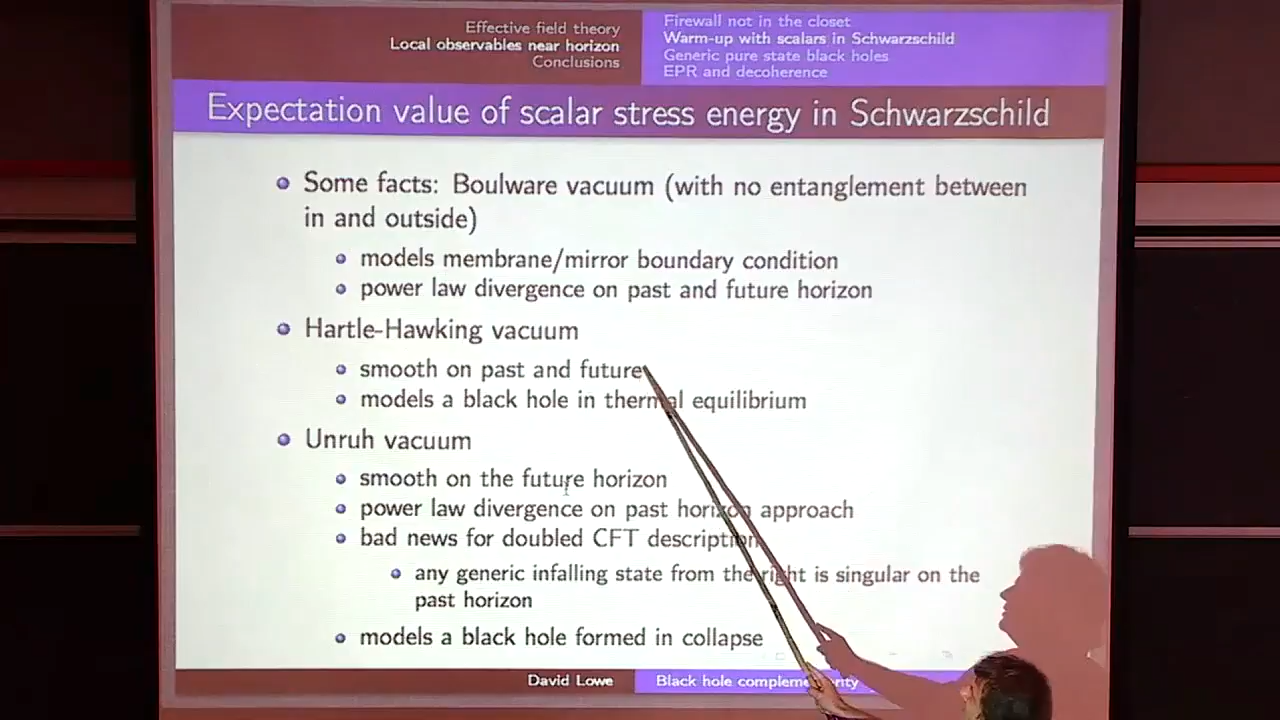 Effective field theory
Local observables near horizon
Conclusions
Firewall not in the closet
Warm-up with scalars in Schwarzschild
Generic pure state black holes
EPR and decoherence
Expectation value of scalar stress energy in Schwarzschild
Some facts: Boulware vacuum (with no entanglement between
in and outside)
models membrane/mirror boundary condition
power law divergence on past and future horizon
Hartle-Hawking vacuum
smooth on past and future
models a black hole in thermal equilibrium
Unruh vacuum
smooth on the future horizon
power law divergence on past horizon approach
bad news for doubled CFT description
any generic infalling state from the right is singular on the
past horizon
models a black hole formed in collapse
David Lowe
Black hole complementarity